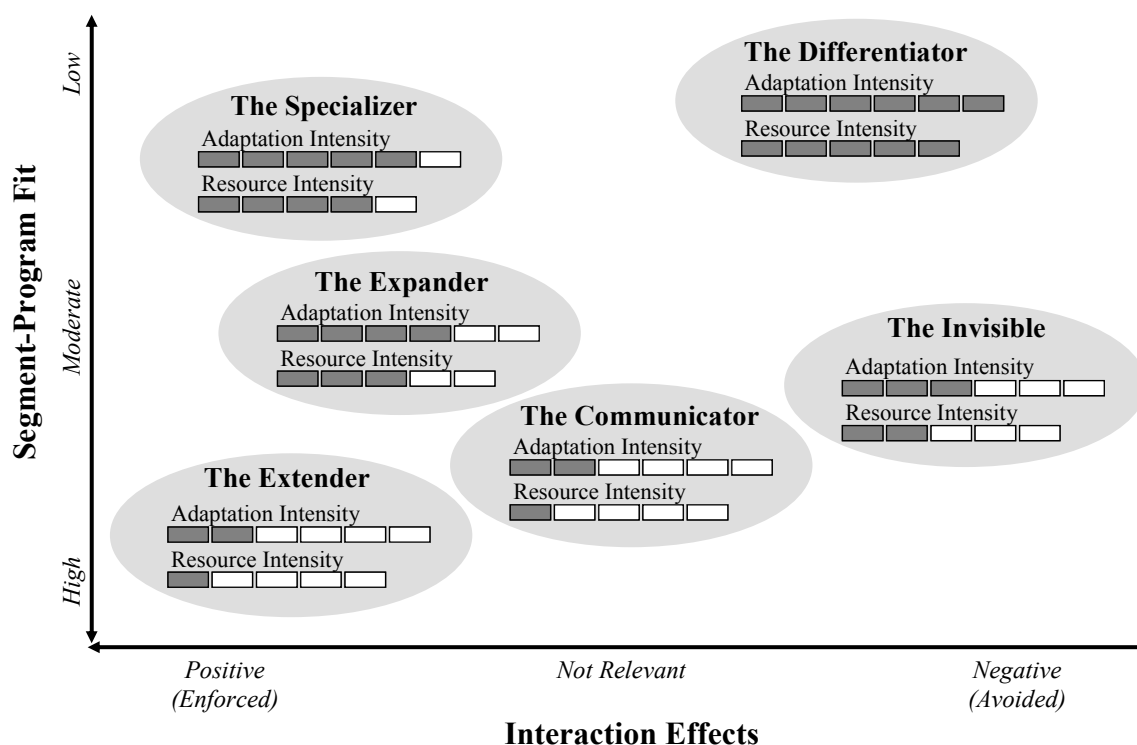 Segment-Program Fit
Low
Moderate
High
The Differentiator
Adaptation Intensity
Resource Intensity
The Specializer
Adaptation Intensity
Resource Intensity
The Expander
Adaptation Intensity
Resource Intensity
The Invisible
Adaptation Intensity
Resource Intensity
The Communicator
Adaptation Intensity
Resource Intensity
The Extender
Adaptation Intensity
Resource Intensity
Positive
(Enforced)
Not Relevant
Negative
(Avoided)
Interaction Effects